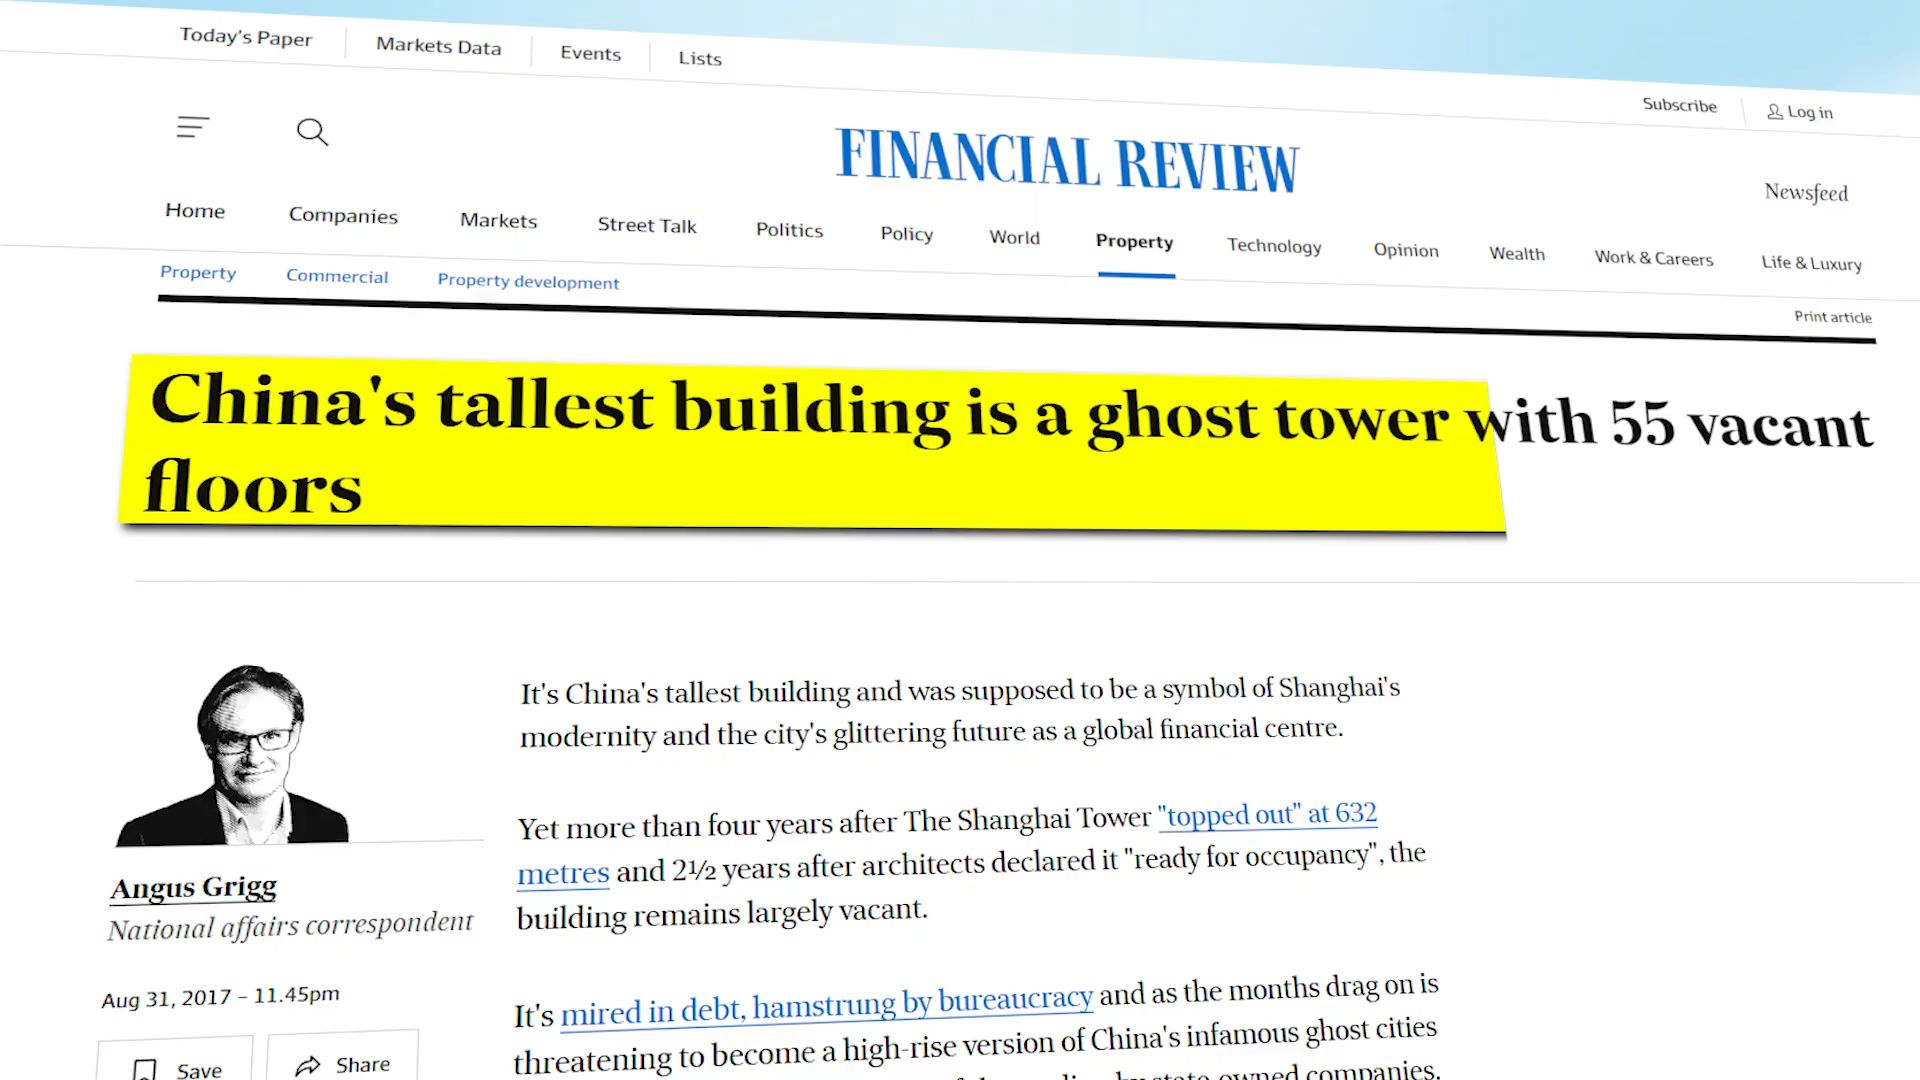 Today's Paper Markets Data Events Lists
Subscribe Log in
FINANCIAL REVIEW
Newsfeed
Home Companies Markets Street Talk Politics Policy World Property Technology Opinion Wealth Work & Careers Life & Luxury
Property Commercial Property development
Print article
China's tallest building is a ghost tower with 55 vacant
floors
It's China's tallest building and was supposed to be a symbol of Shanghai's
modernity and the city's glittering future as a global financial centre.
Yet more than four years after The Shanghai Tower "topped out" at 632
metres and 2½ years after architects declared it "ready for occupancy", the
building remains largely vacant.
Angus Grigg
National affairs correspondent
Aug 31, 2017 – 11.45pm
Save Share
It's mired in debt, hamstrung by bureaucracy and as the months drag on is
threatening to become a high-rise version of China's infamous ghost cities
by state-owned companies.